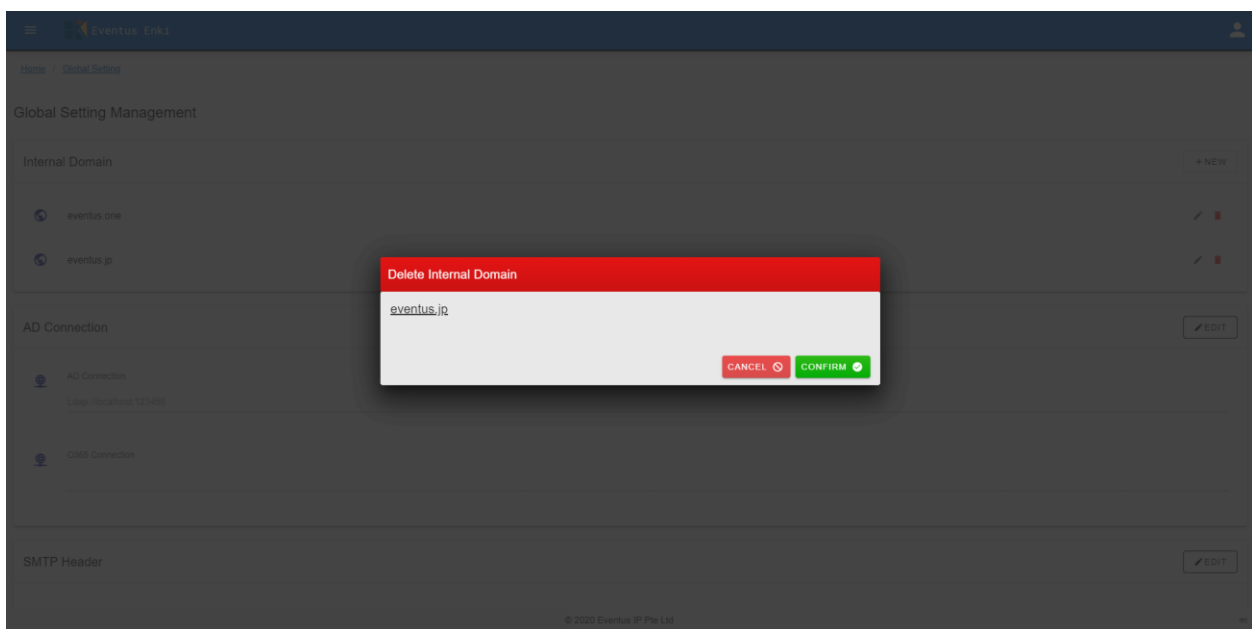 Eventus Enki
Home / Global Setting
Global Setting Management
Internal Domain
+ NEW
eventus.one
eventus.jp
Delete Internal Domain
eventus.jp
CANCEL
CONFIRM
AD Connection
EDIT
AD Connection
O365 Connection
SMTP Header
EDIT
© 2020 Eventus IP Pte Ltd